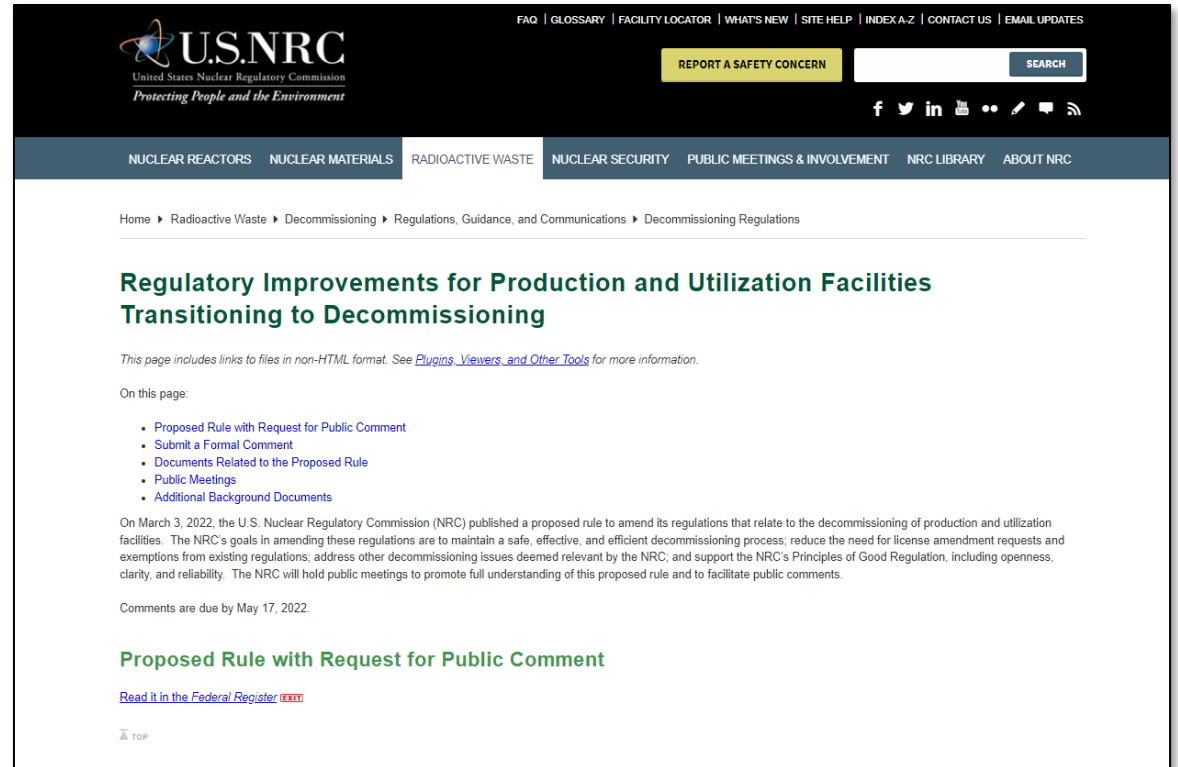 FAQ | GLOSSARY | FACILITY LOCATOR | WHAT'S NEW | SITE HELP | INDEX A-Z | CONTACT US | EMAIL UPDATES
U.S.NRC
United States Nuclear Regulatory Commission
Protecting People and the Environment
REPORT A SAFETY CONCERN
SEARCH
NUCLEAR REACTORS NUCLEAR MATERIALS RADIOACTIVE WASTE NUCLEAR SECURITY PUBLIC MEETINGS & INVOLVEMENT NRC LIBRARY ABOUT NRC
Home ▸ Radioactive Waste ▸ Decommissioning ▸ Regulations, Guidance, and Communications ▸ Decommissioning Regulations
Regulatory Improvements for Production and Utilization Facilities
Transitioning to Decommissioning
This page includes links to files in non-HTML format. See Plugins, Viewers, and Other Tools for more information.
On this page:
• Proposed Rule with Request for Public Comment
• Submit a Formal Comment
• Documents Related to the Proposed Rule
• Public Meetings
• Additional Background Documents
On March 3, 2022, the U.S. Nuclear Regulatory Commission (NRC) published a proposed rule to amend its regulations that relate to the decommissioning of production and utilization
facilities. The NRC's goals in amending these regulations are to maintain a safe, effective, and efficient decommissioning process; reduce the need for license amendment requests and
exemptions from existing regulations; address other decommissioning issues deemed relevant by the NRC; and support the NRC's Principles of Good Regulation, including openness,
clarity, and reliability. The NRC will hold public meetings to promote full understanding of this proposed rule and to facilitate public comments.
Comments are due by May 17, 2022.
Proposed Rule with Request for Public Comment
Read it in the Federal Register EXIT
TOP